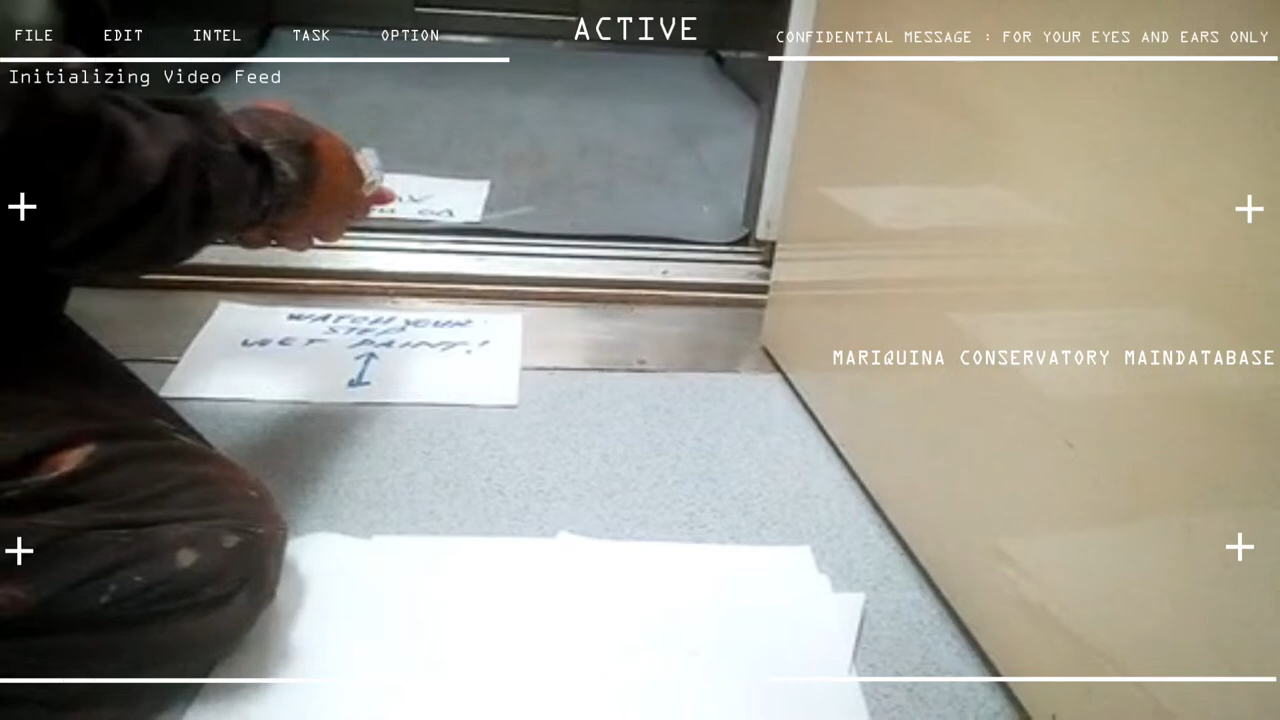 FILE EDIT INTEL TASK OPTION
ACTIVE
CONFIDENTIAL MESSAGE : FOR YOUR EYES AND EARS ONLY
Initializing Video Feed
WATCH YOUR
STEP
WET PAINT!
MARIQUINA CONSERVATORY MAINDATABASE